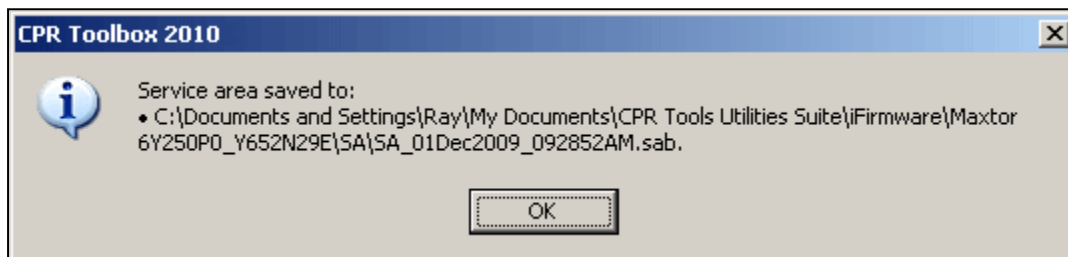 CPR Toolbox 2010
Service area saved to:
• C:\Documents and Settings\Ray\My Documents\CPR Tools Utilities Suite\iFirmware\Maxtor
6Y250P0_Y652N29E\SA\SA_01Dec2009_092852AM.sab.
OK